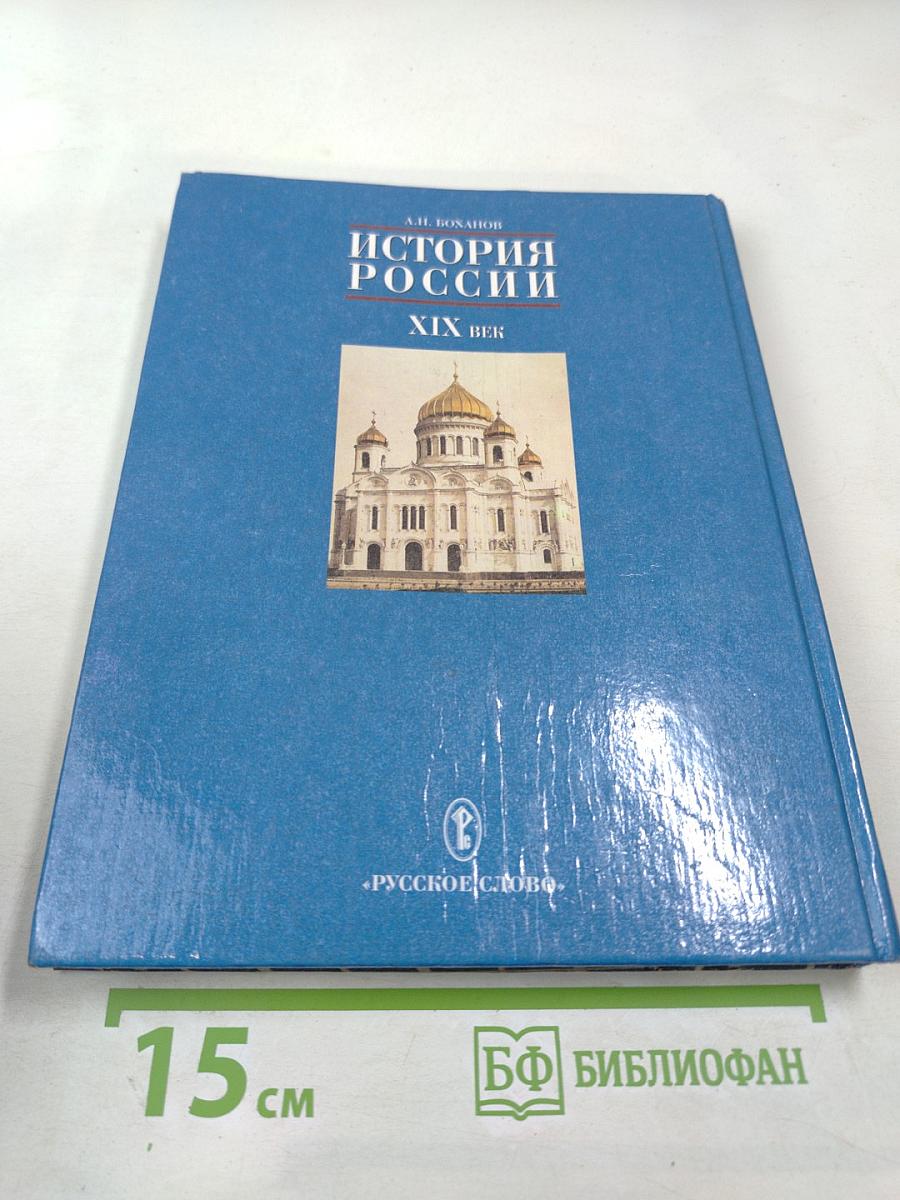 А.Н. БОХАНОВ
ИСТОРИЯ
РОССИИ
XIX ВЕК
«РУССКОЕ СЛОВО»
15 см
БФ БИБЛИОФАН